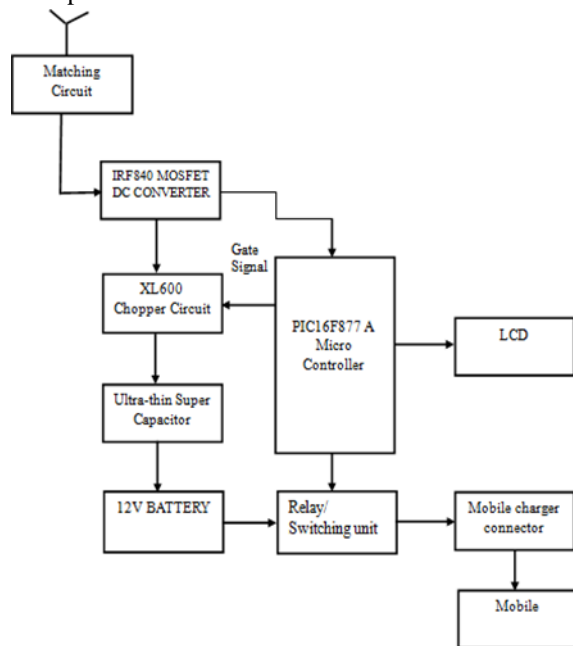 Matching
Circuit
IRF840 MOSFET
DC CONVERTER
Gate
Signal
XL600
Chopper Circuit
PIC16F877 A
Micro
Controller
LCD
Ultra-thin Super
Capacitor
12V BATTERY
Relay/
Switching unit
Mobile charger
connector
Mobile